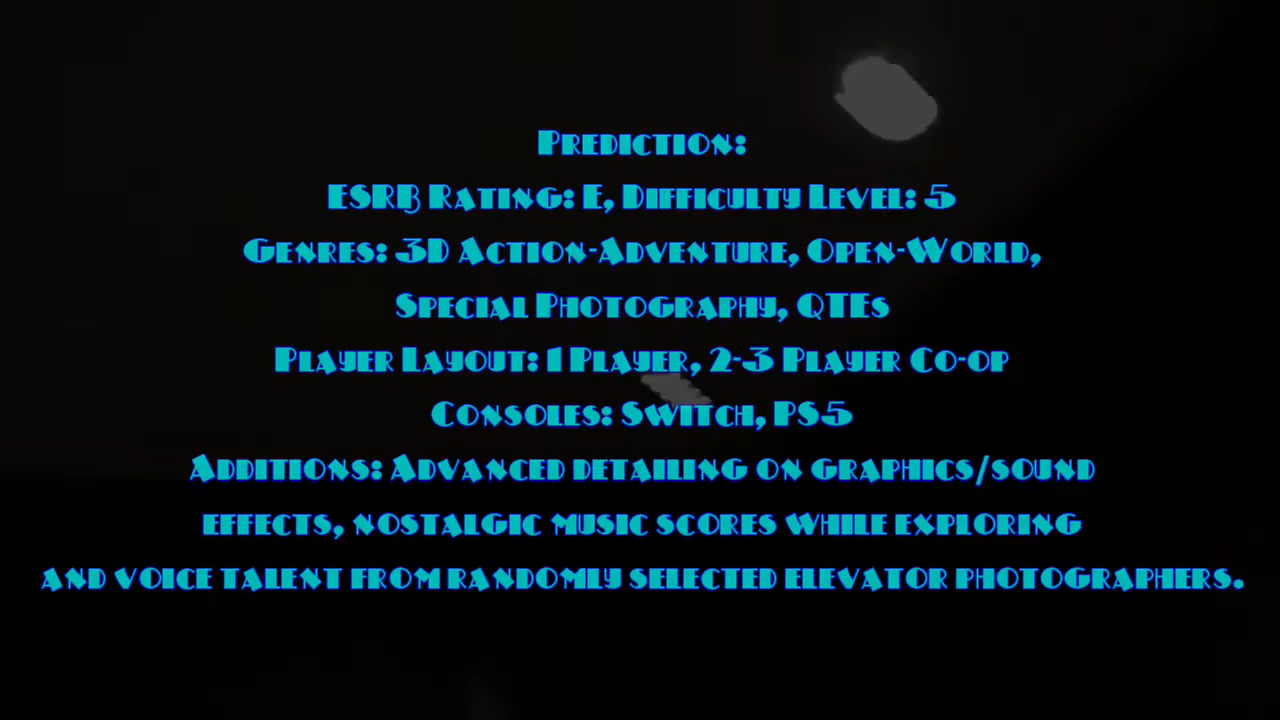 Prediction:
ESRB Rating: E, Difficulty Level: 5
Genres: 3D Action-Adventure, Open-World,
Special Photography, QTEs
Player Layout: 1 Player, 2-3 Player Co-op
Consoles: Switch, PS5
Additions: Advanced detailing on graphics/sound
effects, nostalgic music scores while exploring
and voice talent from randomly selected elevator photographers.